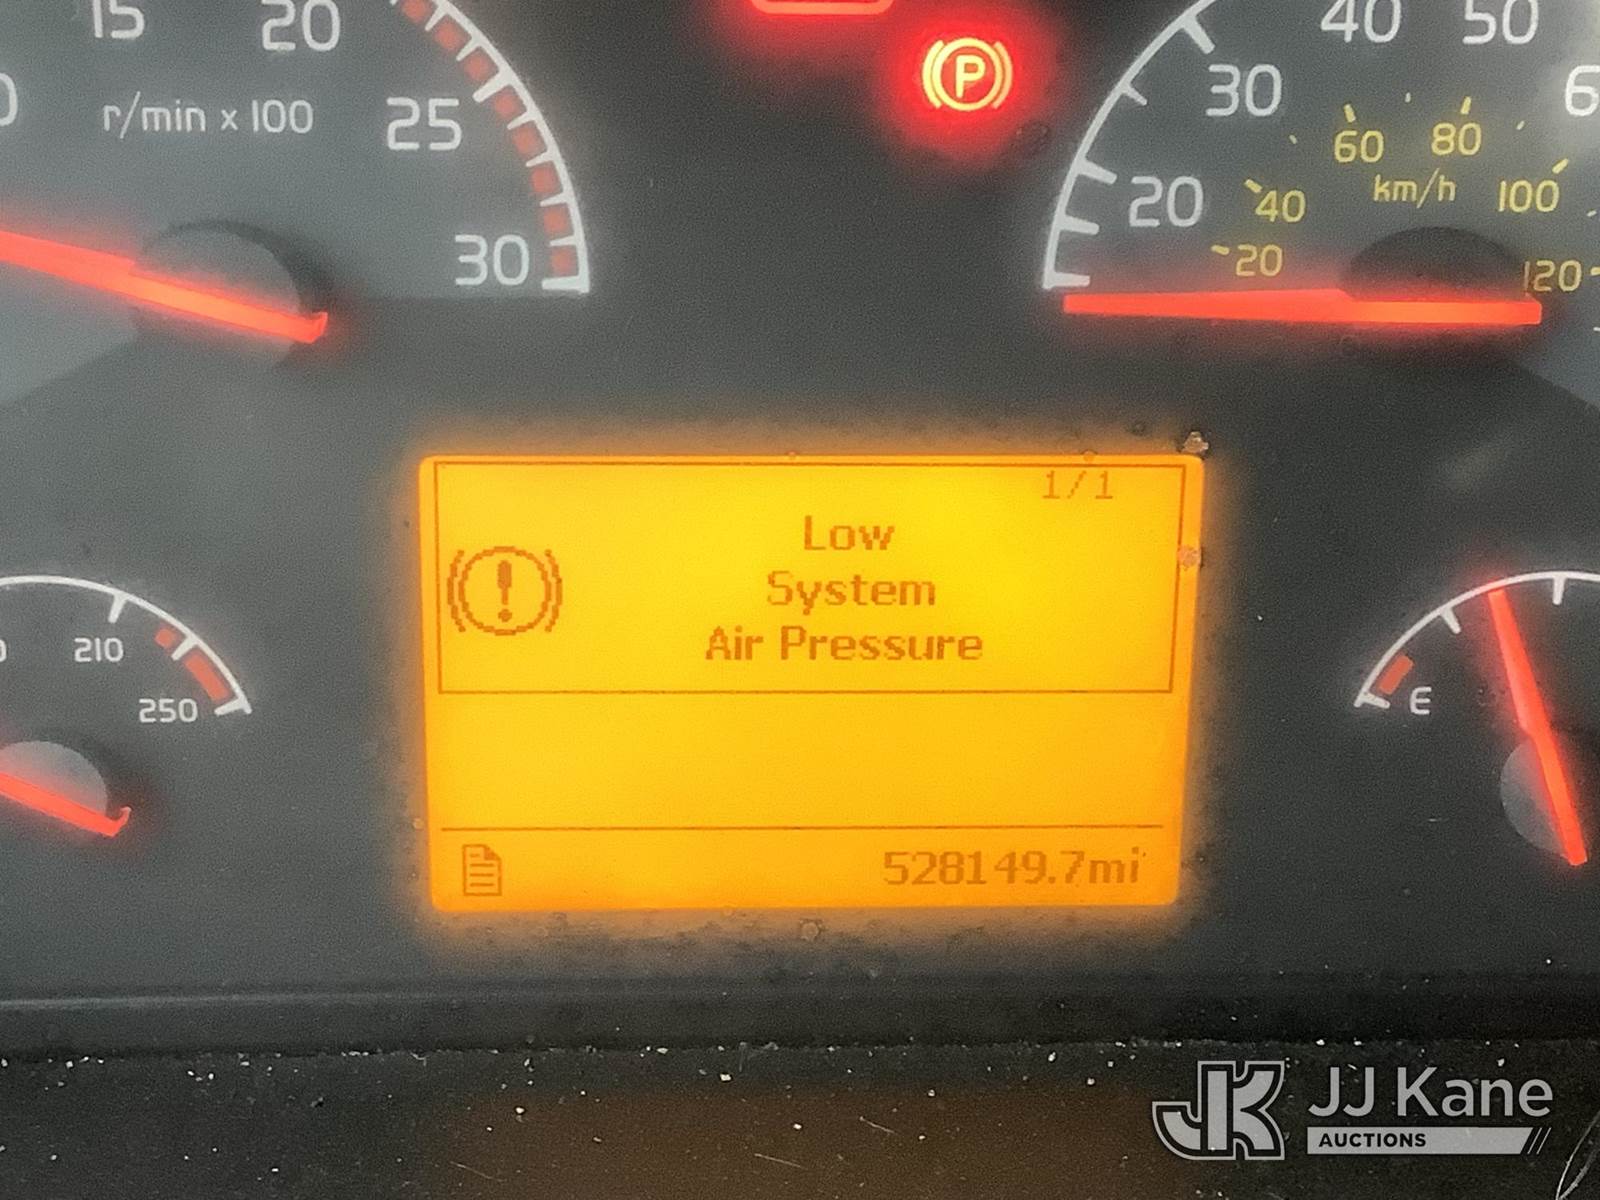 15 20 40 50
r/min x 100 25 30 6
60 80
20 40 km/h 100
30 20 120
1/1
Low
System
Air Pressure
210 E
250
528149.7mi
JJ Kane
AUCTIONS
P